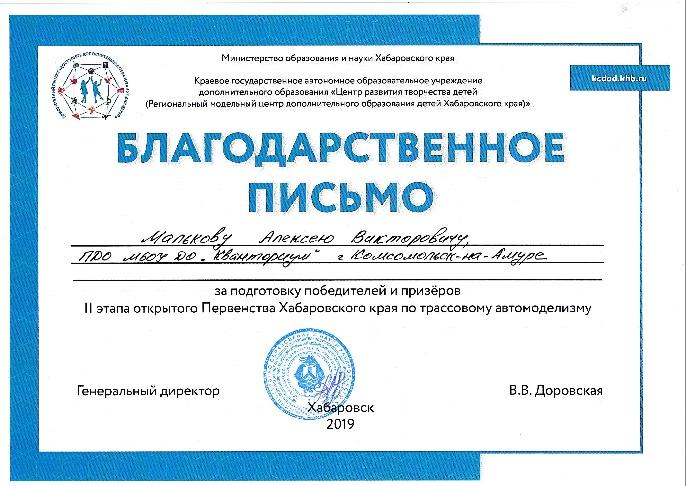 Министерство образования и науки Хабаровского края
kcdod.khb.ru
Краевое государственное автономное образовательное учреждение
дополнительного образования «Центр развития творчества детей
(Региональный модельный центр дополнительного образования детей Хабаровского края)»
БЛАГОДАРСТВЕННОЕ
ПИСЬМО
Малькову Алексею Викторовичу,
ПДО МБОУ ДО „Кванториум“ г Комсомольск-на-Амуре
за подготовку победителей и призёров
II этапа открытого Первенства Хабаровского края по трассовому автомоделизму
Генеральный директор
В.В. Доровская
Хабаровск
2019